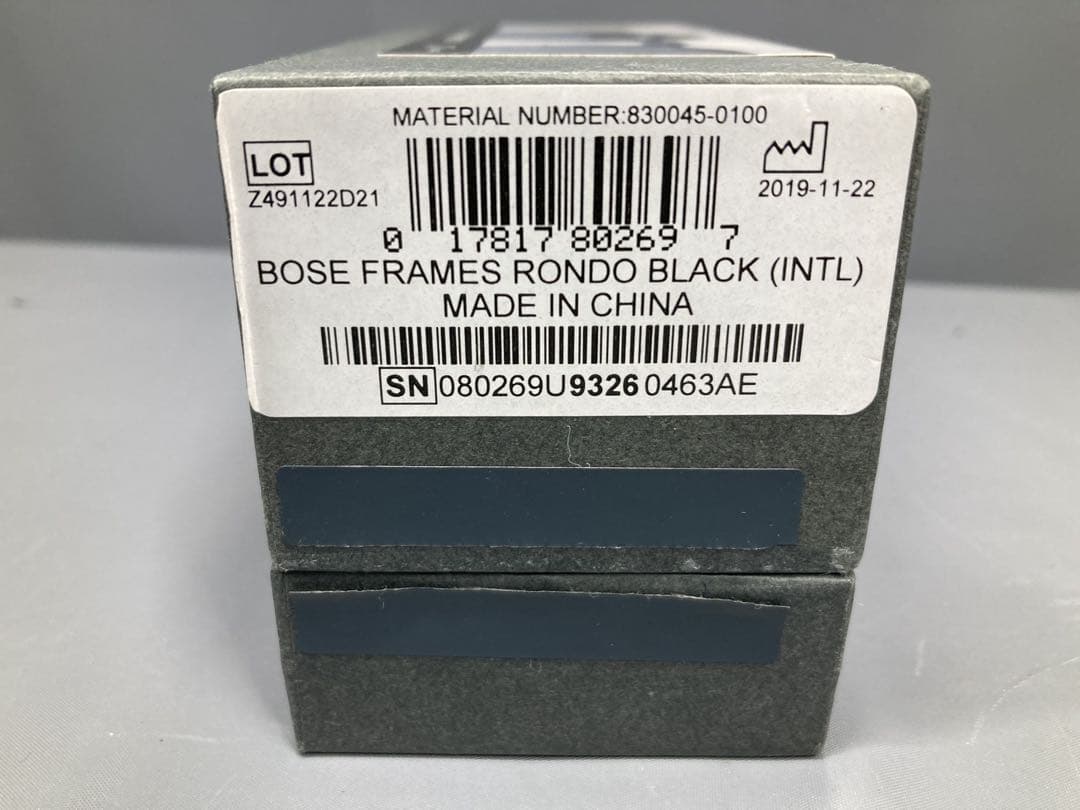 MATERIAL NUMBER:830045-0100
LOT
Z491122D21
2019-11-22
0 17817 80269 7
BOSE FRAMES RONDO BLACK (INTL)
MADE IN CHINA
SN 080269U93260463AE